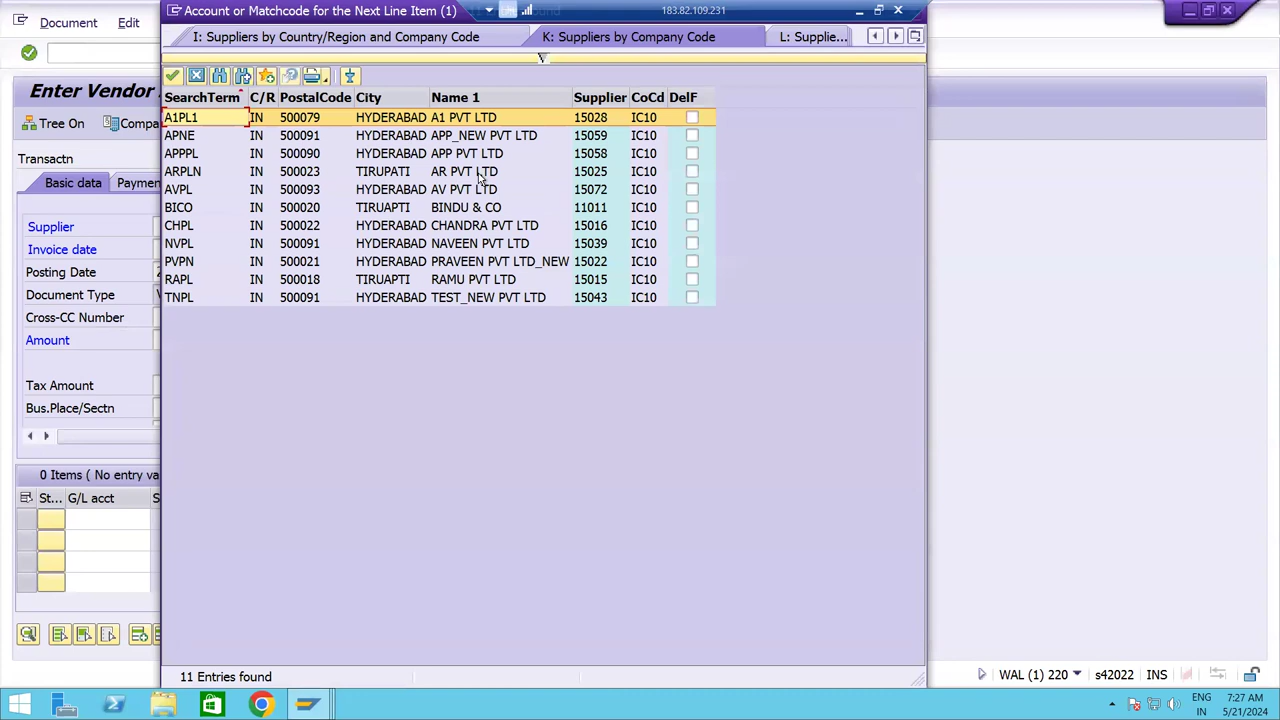 Document Edit
Account or Matchcode for the Next Line Item (1)
183.82.109.231
I: Suppliers by Country/Region and Company Code
K: Suppliers by Company Code
L: Supplie...
Enter Vendor
Tree On
Compa
Transactn
Basic data
Paymen
Supplier
Invoice date
Posting Date
Document Type
Cross-CC Number
Amount
Tax Amount
Bus.Place/Sectn
0 Items ( No entry va
St... G/L acct
SearchTerm C/R PostalCode City Name 1 Supplier CoCd DelF
A1PL1 IN 500079 HYDERABAD A1 PVT LTD 15028 IC10
APNE IN 500091 HYDERABAD APP_NEW PVT LTD 15059 IC10
APPPL IN 500090 HYDERABAD APP PVT LTD 15058 IC10
ARPLN IN 500023 TIRUPATI AR PVT LTD 15025 IC10
AVPL IN 500093 HYDERABAD AV PVT LTD 15072 IC10
BICO IN 500020 TIRUAPTI BINDU & CO 11011 IC10
CHPL IN 500022 HYDERABAD CHANDRA PVT LTD 15016 IC10
NVPL IN 500091 HYDERABAD NAVEEN PVT LTD 15039 IC10
PVPN IN 500021 HYDERABAD PRAVEEN PVT LTD_NEW 15022 IC10
RAPL IN 500018 TIRUAPTI RAMU PVT LTD 15015 IC10
TNPL IN 500091 HYDERABAD TEST_NEW PVT LTD 15043 IC10
11 Entries found
WAL (1) 220 s42022 INS
ENG 7:27 AM
IN 5/21/2024